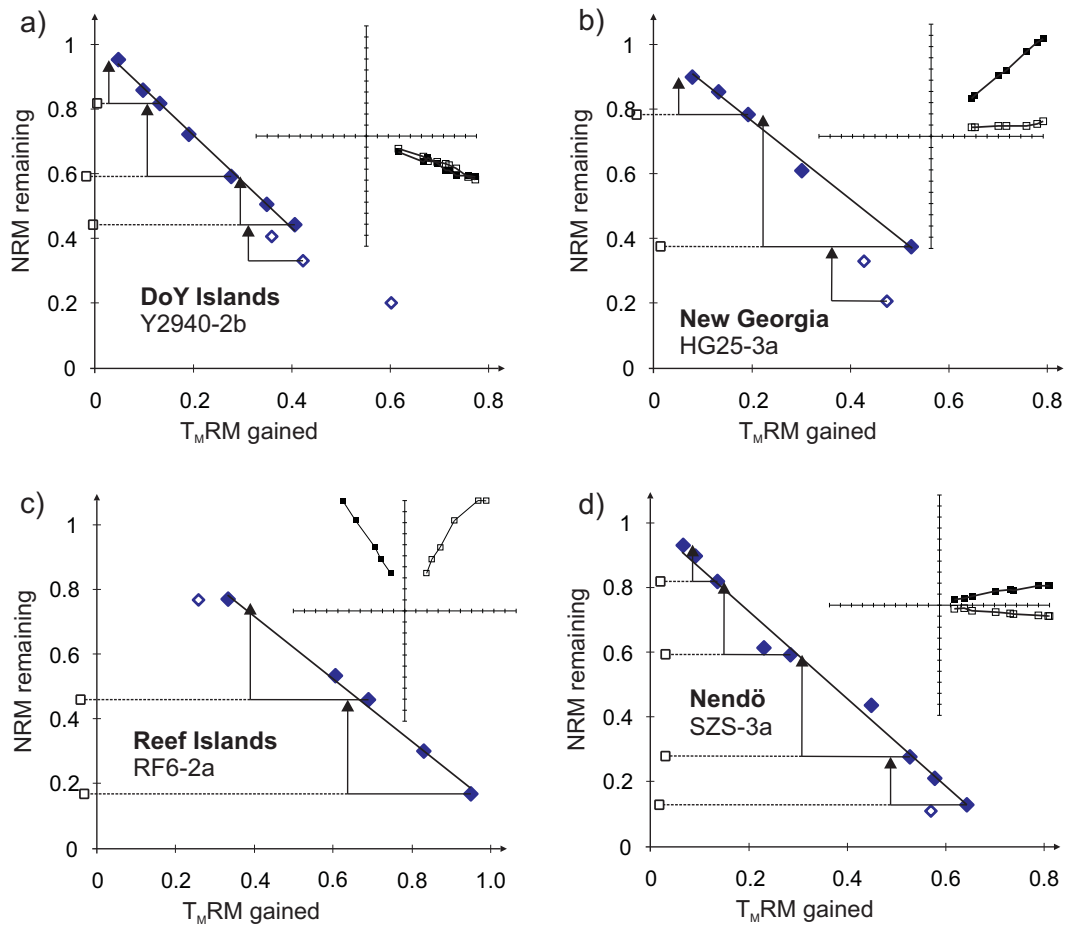 a)
NRM remaining
1
0.8
0.6
0.4
0.2
0
DoY Islands
Y2940-2b
0 0.2 0.4 0.6 0.8
TMRM gained
b)
NRM remaining
1
0.8
0.6
0.4
0.2
0
New Georgia
HG25-3a
0 0.2 0.4 0.6 0.8
TMRM gained
c)
NRM remaining
1
0.8
0.6
0.4
0.2
0
Reef Islands
RF6-2a
0 0.2 0.4 0.6 0.8 1.0
TMRM gained
d)
NRM remaining
1
0.8
0.6
0.4
0.2
0
Nendö
SZS-3a
0 0.2 0.4 0.6 0.8
TMRM gained